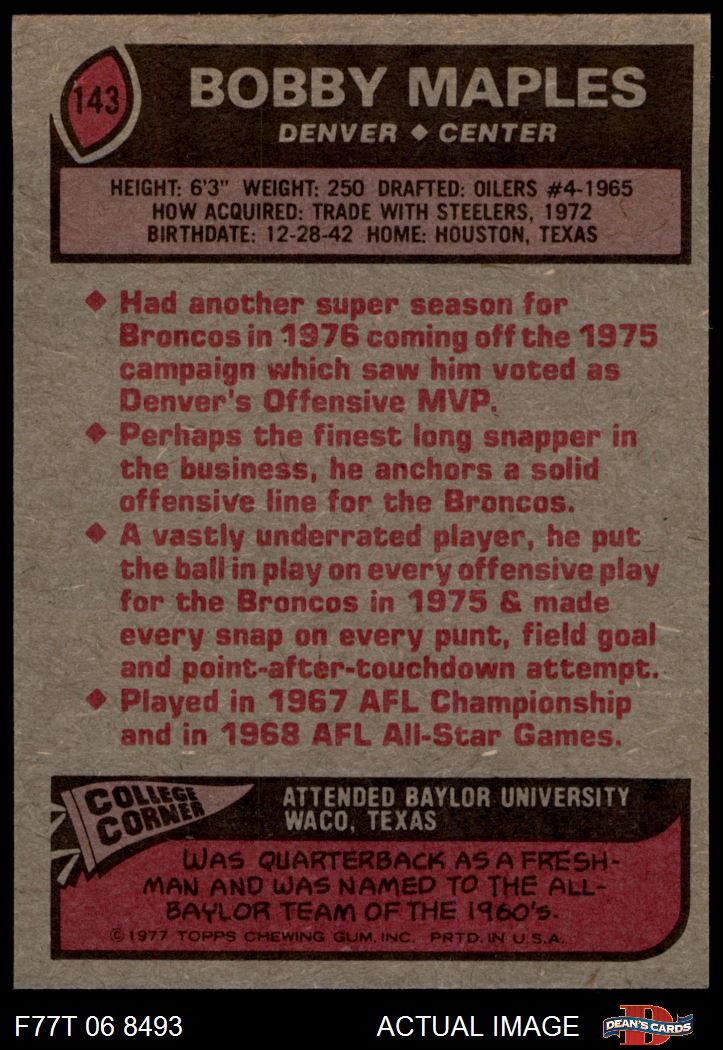 143
BOBBY MAPLES
DENVER ◆ CENTER
HEIGHT: 6'3" WEIGHT: 250 DRAFTED: OILERS #4-1965
HOW ACQUIRED: TRADE WITH STEELERS, 1972
BIRTHDATE: 12-28-42 HOME: HOUSTON, TEXAS
◆ Had another super season for
Broncos in 1976 coming off the 1975
campaign which saw him voted as
Denver's Offensive MVP.
◆ Perhaps the finest long snapper in
the business, he anchors a solid
offensive line for the Broncos.
◆ A vastly underrated player, he put
the ball in play on every offensive play
for the Broncos in 1975 & made
every snap on every punt, field goal
and point-after-touchdown attempt.
◆ Played in 1967 AFL Championship
and in 1968 AFL All-Star Games.
COLLEGE
CORNER
ATTENDED BAYLOR UNIVERSITY
WACO, TEXAS
WAS QUARTERBACK AS A FRESH-
MAN AND WAS NAMED TO THE ALL-
BAYLOR TEAM OF THE 1960'S.
©1977 TOPPS CHEWING GUM, INC. PRTD. IN U.S.A.
F77T 06 8493
ACTUAL IMAGE
D
DEAN'S CARDS